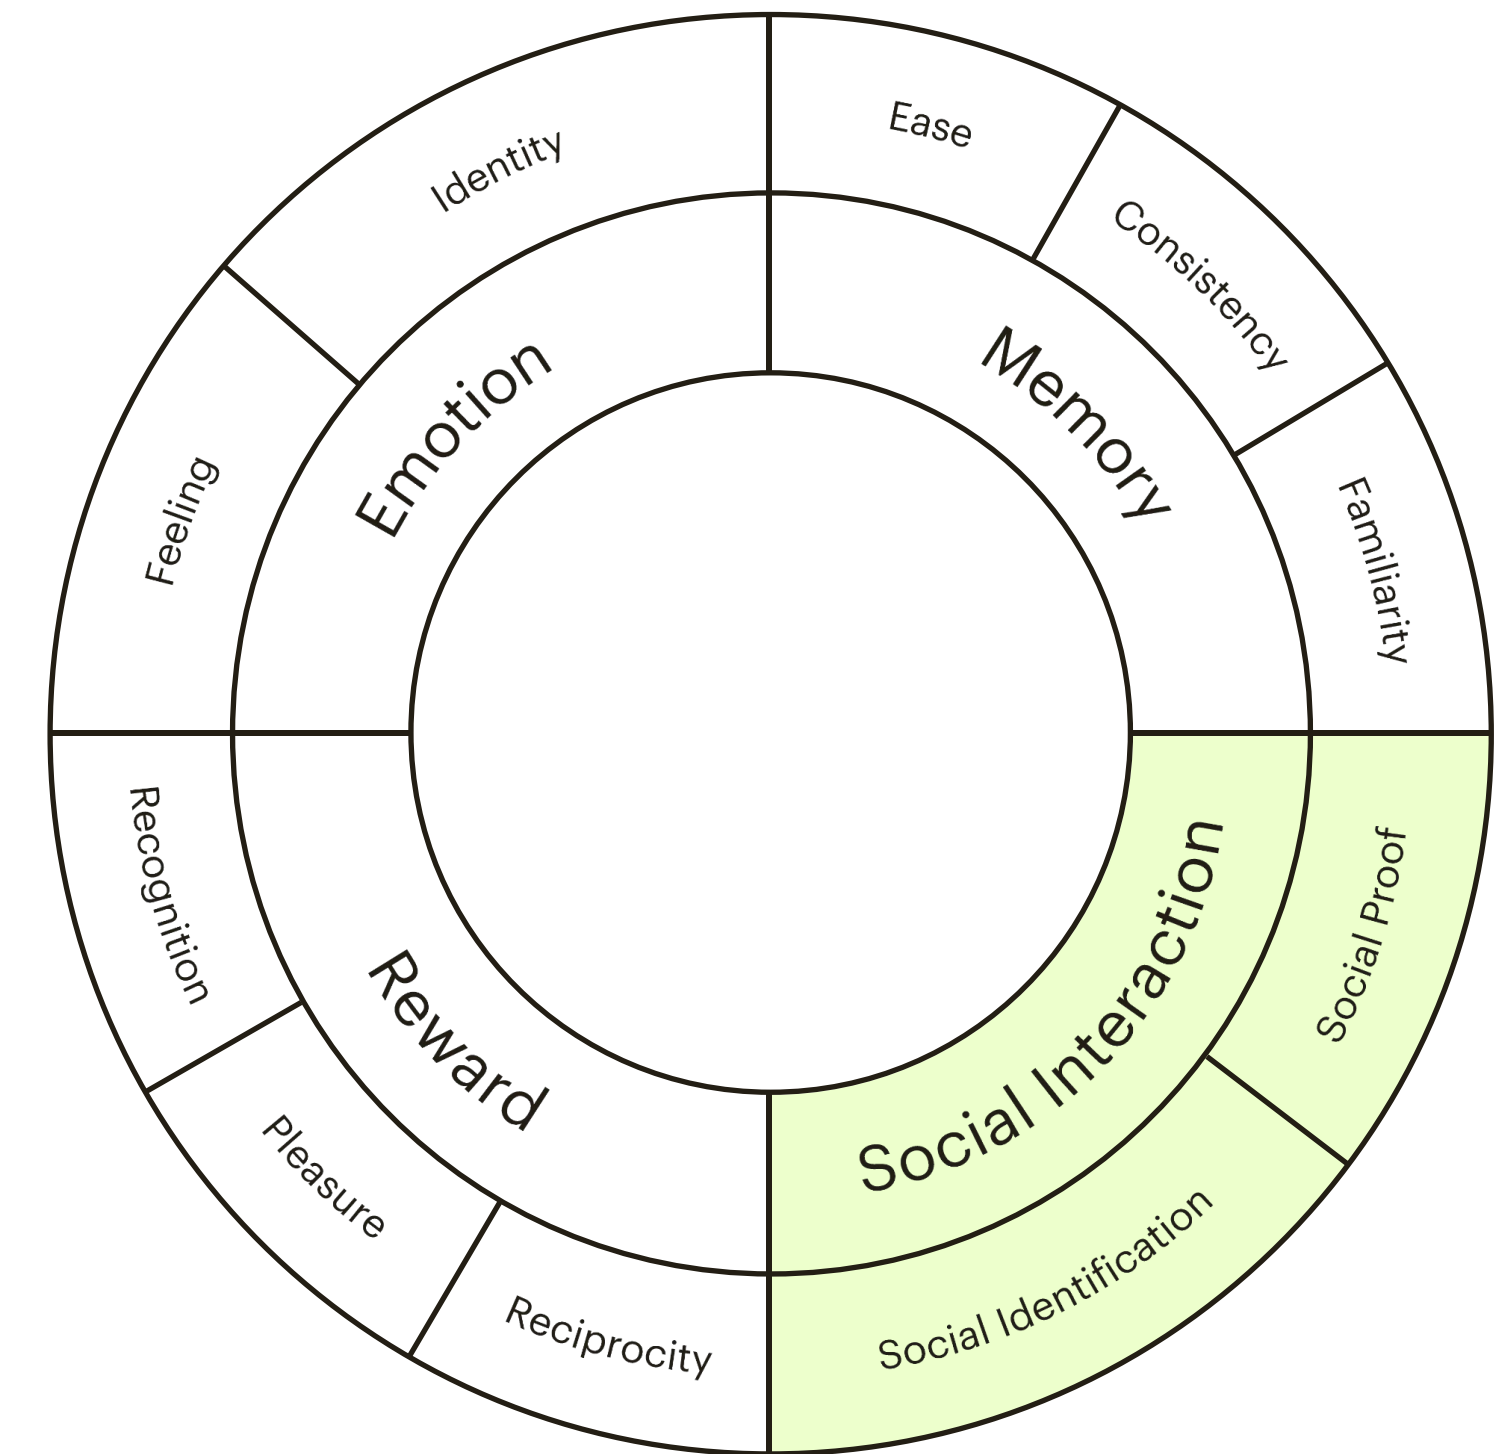 Identity
Ease
Consistency
Familiarity
Feeling
Emotion
Memory
Recognition
Pleasure
Reciprocity
Reward
Social Interaction
Social Proof
Social Identification